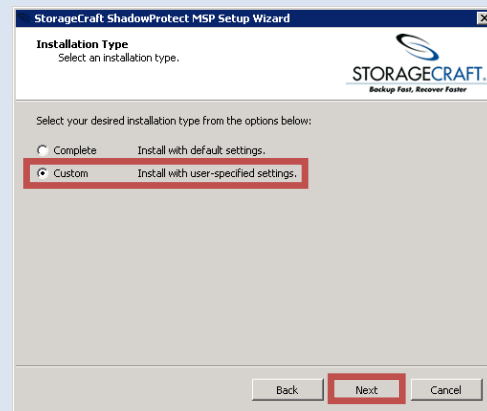 StorageCraft ShadowProtect MSP Setup Wizard
Installation Type
Select an installation type.
STORAGECRAFT.
Backup Fast, Recover Faster
Select your desired installation type from the options below:
Complete Install with default settings.
Custom Install with user-specified settings.
Back Next Cancel